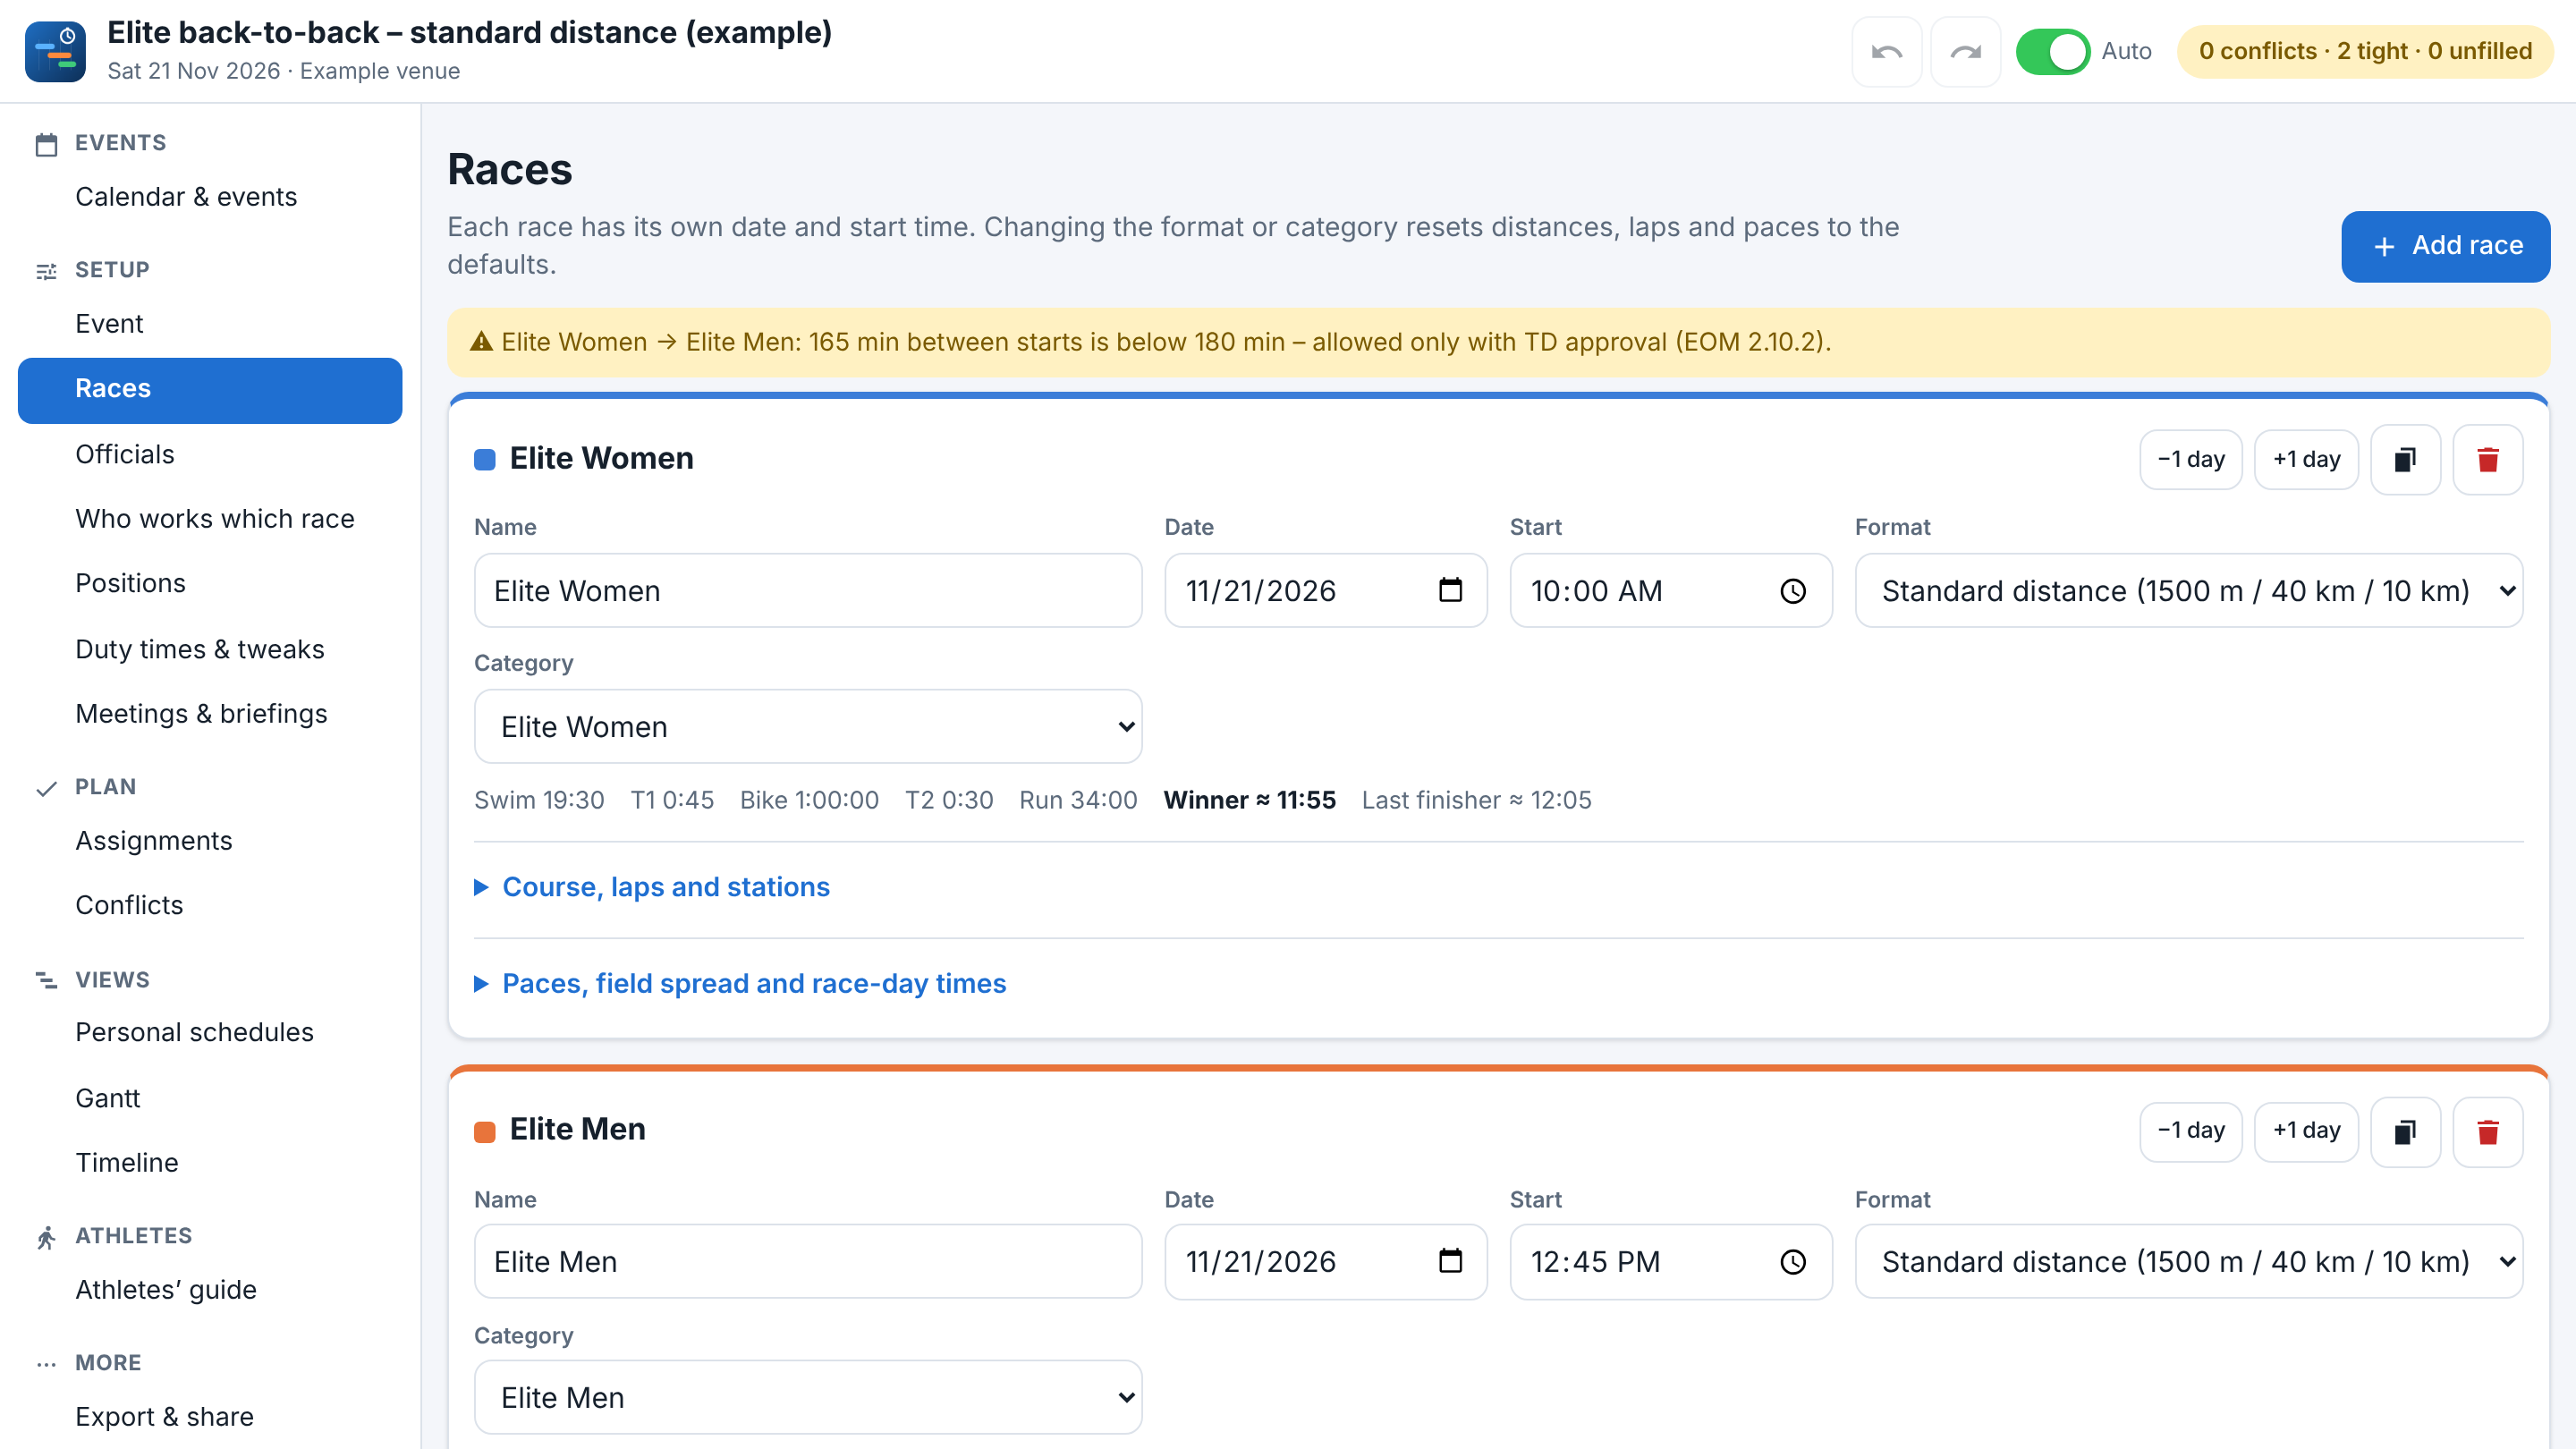 Elite back-to-back – standard distance (example)
Sat 21 Nov 2026 · Example venue
Auto
0 conflicts · 2 tight · 0 unfilled
EVENTS
Calendar & events
SETUP
Event
Races
Officials
Who works which race
Positions
Duty times & tweaks
Meetings & briefings
PLAN
Assignments
Conflicts
VIEWS
Personal schedules
Gantt
Timeline
ATHLETES
Athletes’ guide
MORE
Export & share
Races
Each race has its own date and start time. Changing the format or category resets distances, laps and paces to the
defaults.
+ Add race
⚠ Elite Women → Elite Men: 165 min between starts is below 180 min – allowed only with TD approval (EOM 2.10.2).
Elite Women
−1 day
+1 day
Name
Date
Start
Format
Elite Women
11/21/2026
10:00 AM
Standard distance (1500 m / 40 km / 10 km)
Category
Elite Women
Swim 19:30 T1 0:45 Bike 1:00:00 T2 0:30 Run 34:00 Winner ≈ 11:55 Last finisher ≈ 12:05
Course, laps and stations
Paces, field spread and race-day times
Elite Men
−1 day
+1 day
Name
Date
Start
Format
Elite Men
11/21/2026
12:45 PM
Standard distance (1500 m / 40 km / 10 km)
Category
Elite Men